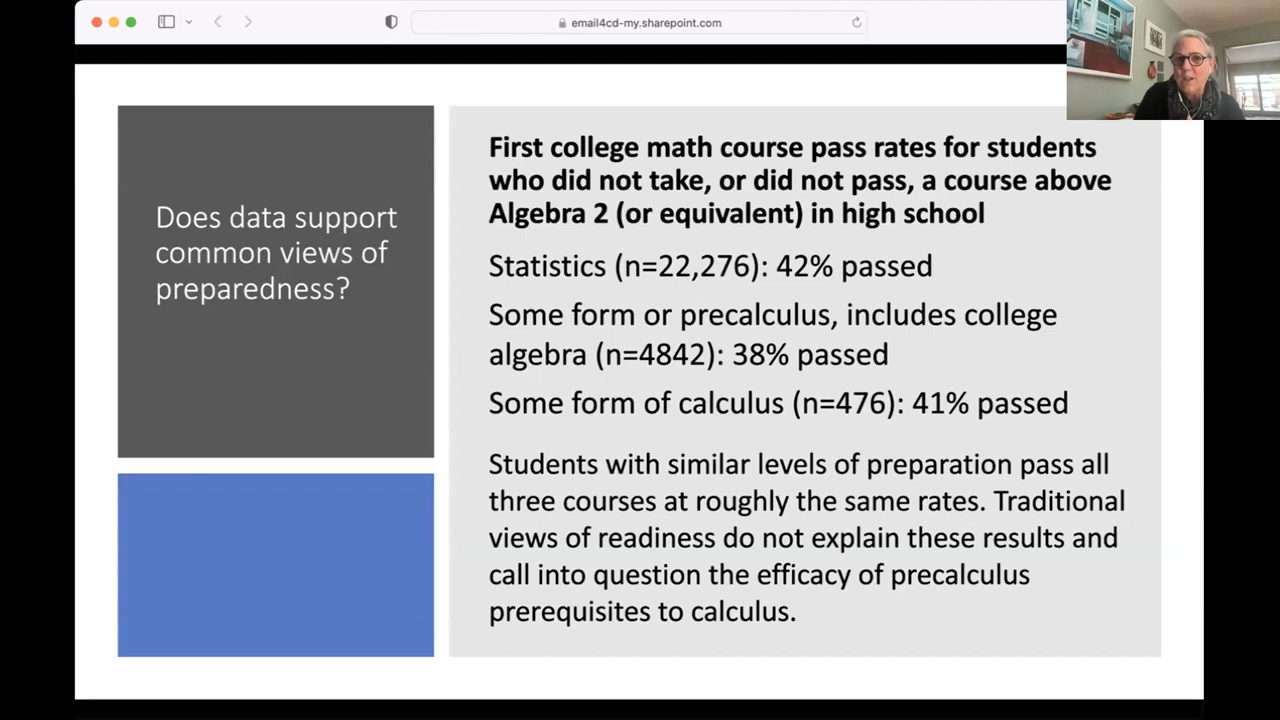 email4cd-my.sharepoint.com
Does data support
common views of
preparedness?
First college math course pass rates for students
who did not take, or did not pass, a course above
Algebra 2 (or equivalent) in high school
Statistics (n=22,276): 42% passed
Some form or precalculus, includes college
algebra (n=4842): 38% passed
Some form of calculus (n=476): 41% passed
Students with similar levels of preparation pass all
three courses at roughly the same rates. Traditional
views of readiness do not explain these results and
call into question the efficacy of precalculus
prerequisites to calculus.